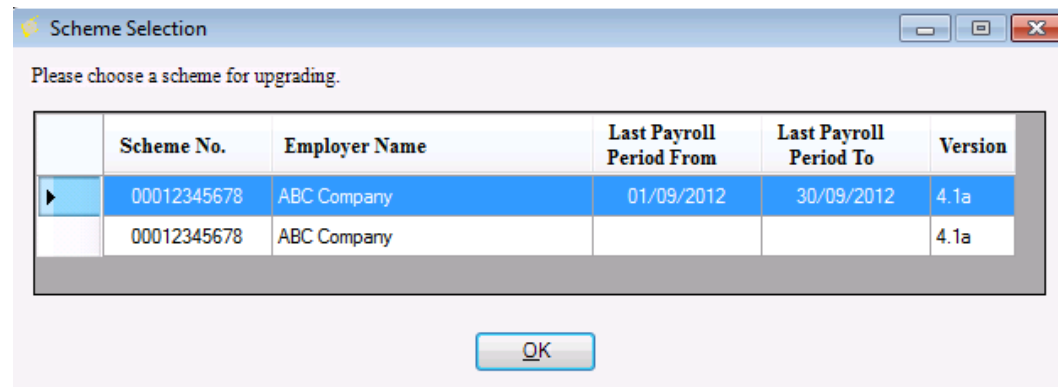 Scheme Selection
Please choose a scheme for upgrading.
Scheme No. Employer Name Last Payroll Period From Last Payroll Period To Version
00012345678 ABC Company 01/09/2012 30/09/2012 4.1a
00012345678 ABC Company 4.1a
OK